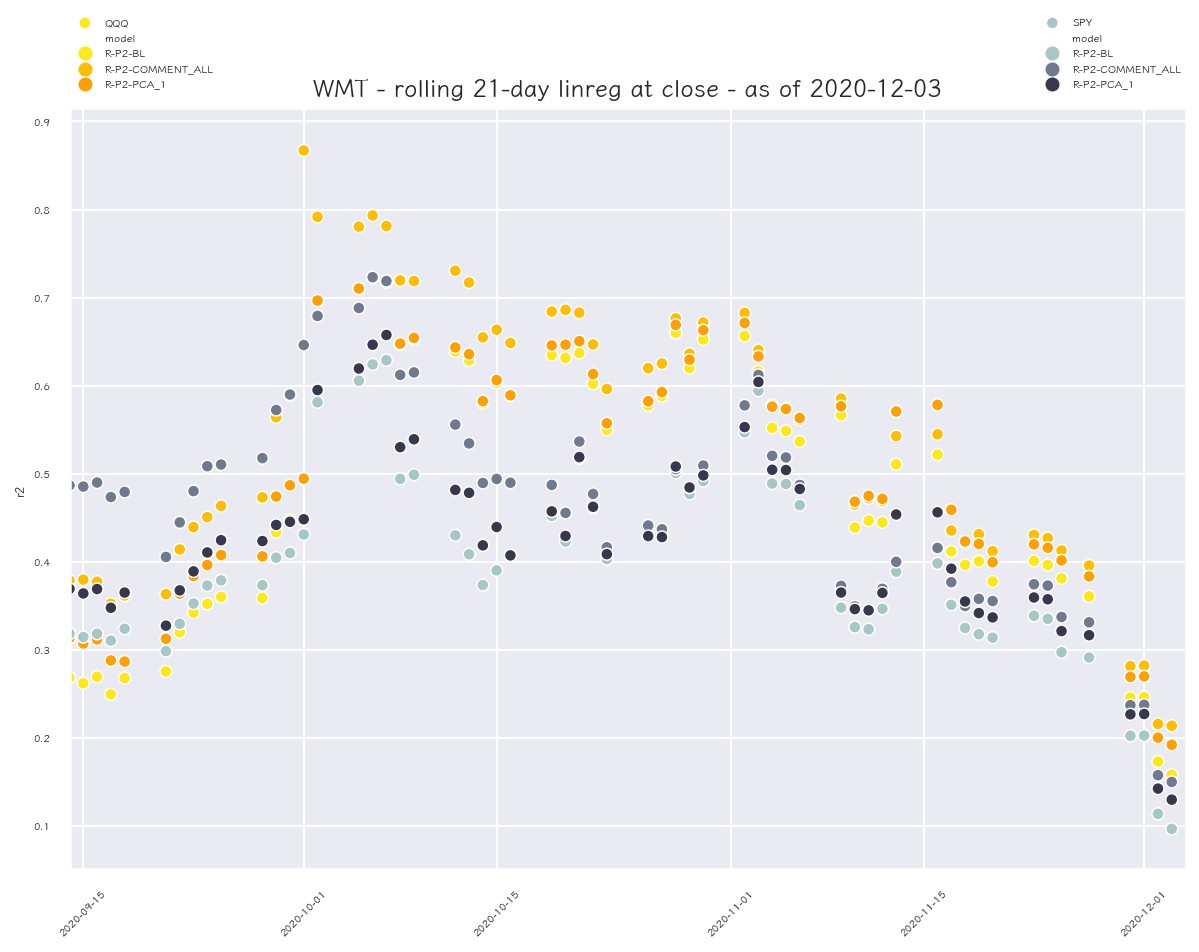 QQQ
model
R-P2-BL
R-P2-COMMENT_ALL
R-P2-PCA_1
SPY
model
R-P2-BL
R-P2-COMMENT_ALL
R-P2-PCA_1
WMT - rolling 21-day linreg at close - as of 2020-12-03
0.9
0.8
0.7
0.6
0.5
0.4
0.3
0.2
0.1
r2
2020-09-15
2020-10-01
2020-10-15
2020-11-01
2020-11-15
2020-12-01